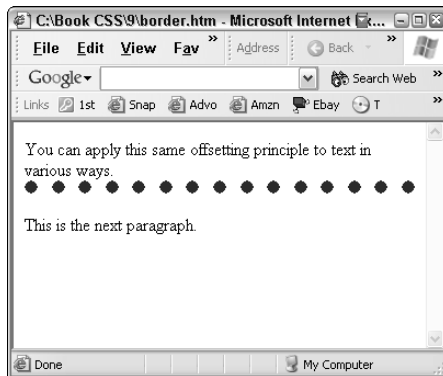 C:\Book CSS\9\border.htm - Microsoft Internet E...
File Edit View Fav » Address Back »
Google Search Web »
Links 1st Snap Advo Amzn Ebay T »
You can apply this same offsetting principle to text in
various ways.
This is the next paragraph.
Done My Computer